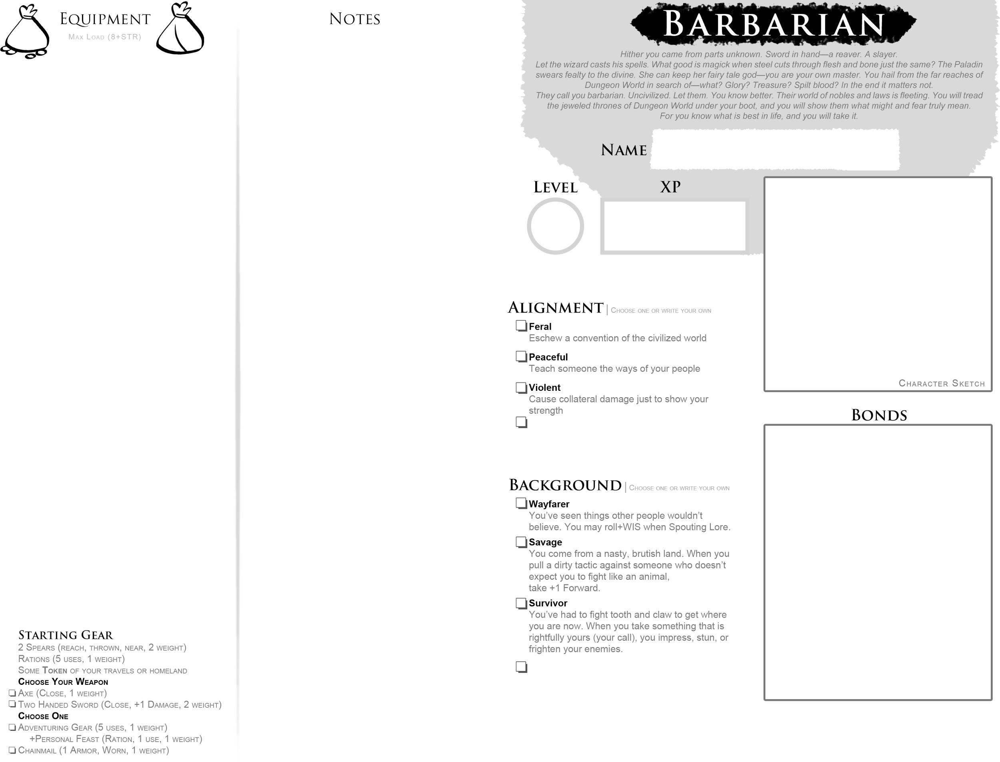 Equipment
Max Load (8+STR)
Starting Gear
2 Spears (reach, thrown, near, 2 weight)
Rations (5 uses, 1 weight)
Some Token of your travels or homeland
Choose Your Weapon
Axe (Close, 1 weight)
Two Handed Sword (Close, +1 Damage, 2 weight)
Choose One
Adventuring Gear (5 uses, 1 weight)
+Personal Feast (Ration, 1 use, 1 weight)
Chainmail (1 Armor, Worn, 1 weight)
Notes
Barbarian
Hither you came from parts unknown. Sword in hand—a reaver. A slayer.
Let the wizard casts his spells. What good is magick when steel cuts through flesh and bone just the same? The Paladin
swears fealty to the divine. She can keep her fairy tale god—you are your own master. You hail from the far reaches of
Dungeon World in search of—what? Glory? Treasure? Spilt blood? In the end it matters not.
They call you barbarian. Uncivilized. Let them. You know better. Their world of nobles and laws is fleeting. You will tread
the jeweled thrones of Dungeon World under your boot, and you will show them what might and fear truly mean.
For you know what is best in life, and you will take it.
Name
Level
XP
Alignment | Choose one or write your own
Feral
Eschew a convention of the civilized world
Peaceful
Teach someone the ways of your people
Violent
Cause collateral damage just to show your
strength
Background | Choose one or write your own
Wayfarer
You’ve seen things other people wouldn’t
believe. You may roll+WIS when Spouting Lore.
Savage
You come from a nasty, brutish land. When you
pull a dirty tactic against someone who doesn’t
expect you to fight like an animal,
take +1 Forward.
Survivor
You’ve had to fight tooth and claw to get where
you are now. When you take something that is
rightfully yours (your call), you impress, stun, or
frighten your enemies.
Character Sketch
Bonds